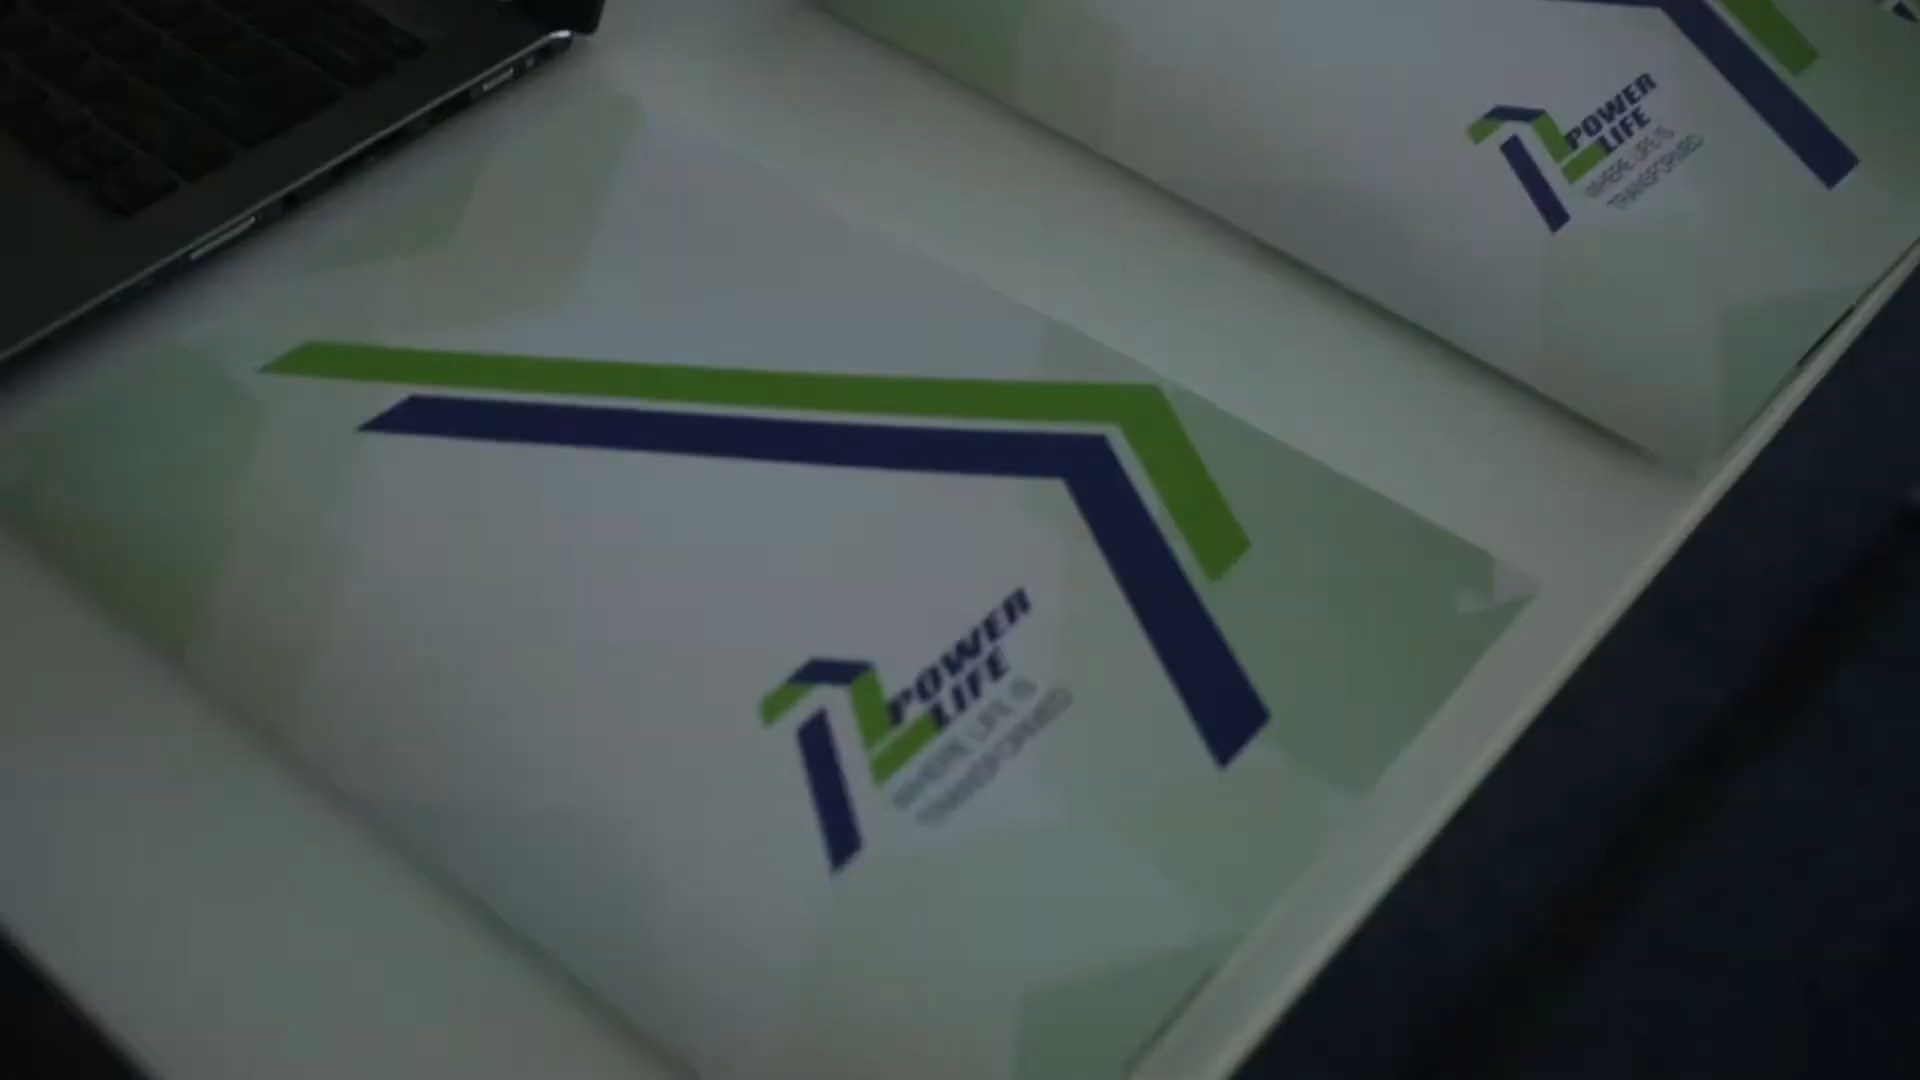 POWER
LIFE
WHERE LIFE IS
TRANSFORMED
POWER
LIFE
WHERE LIFE IS
TRANSFORMED